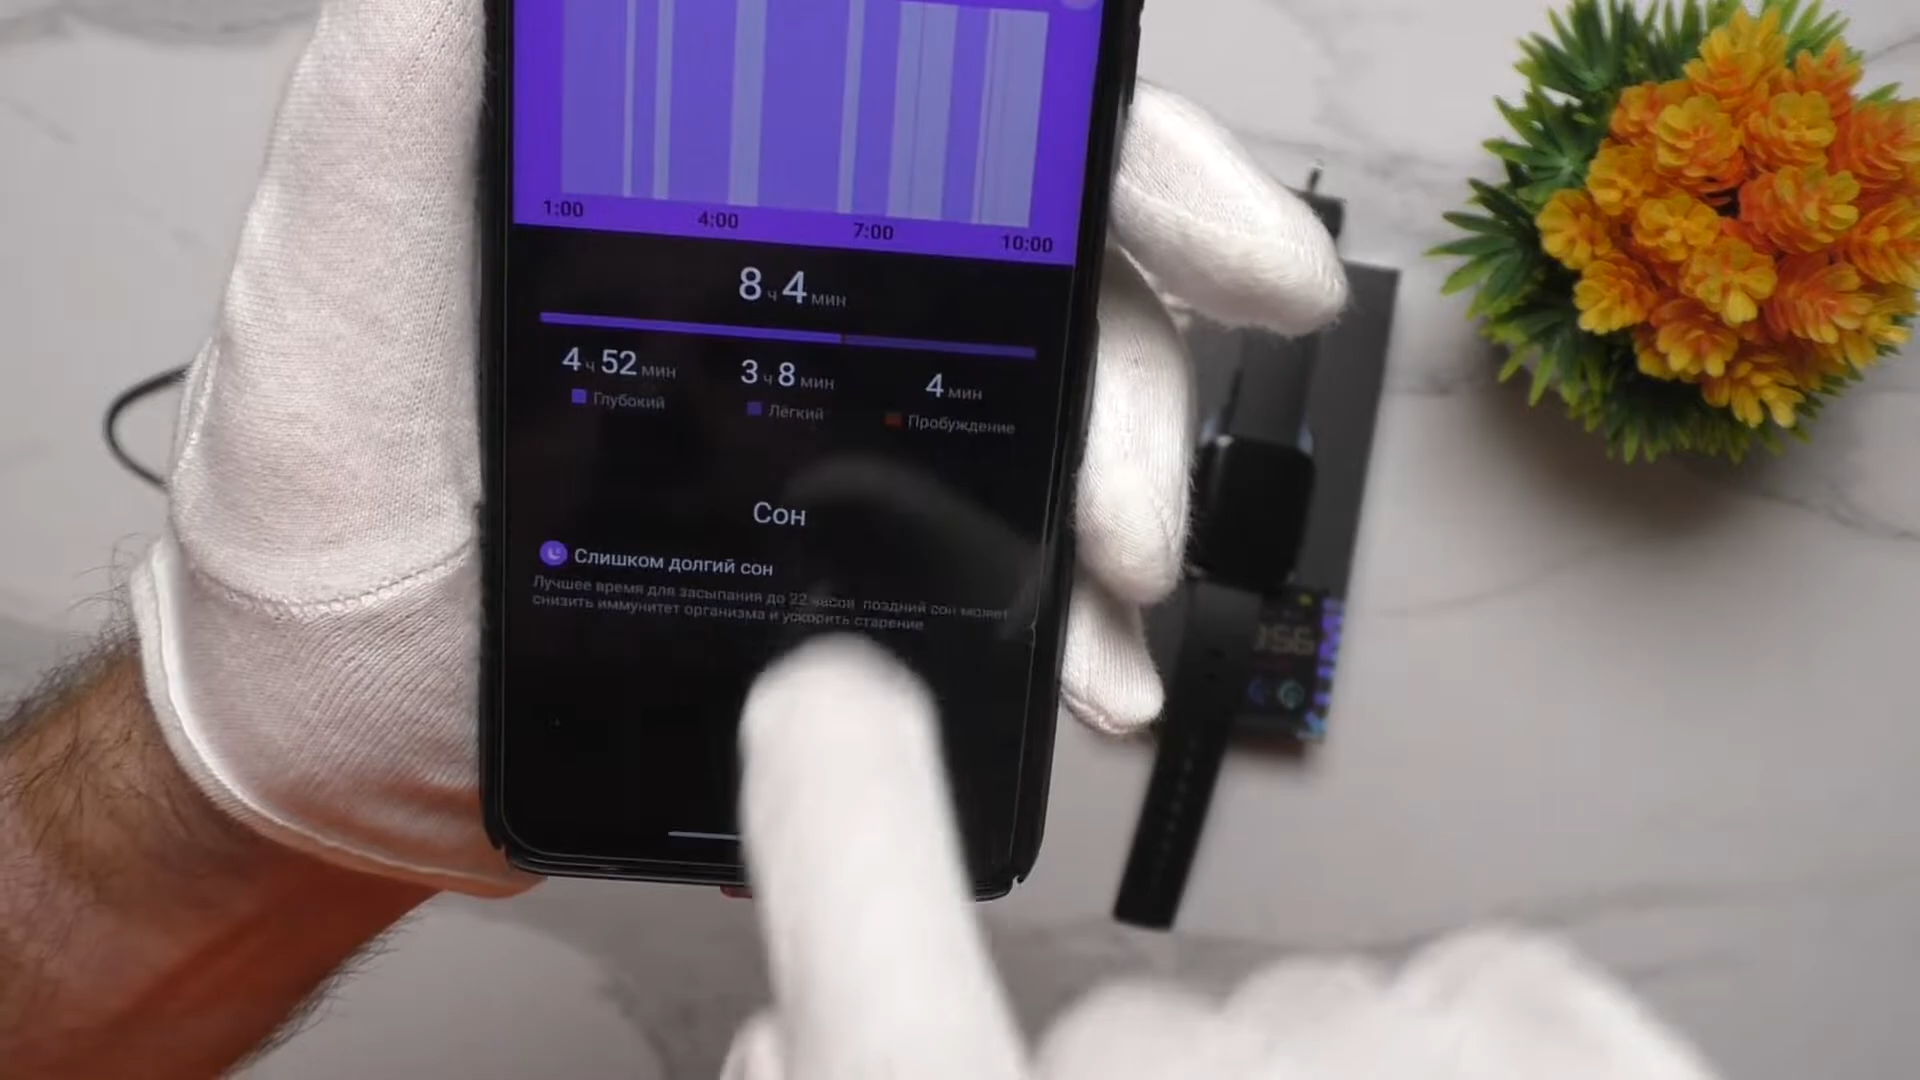 1:00 4:00 7:00 10:00
8 ч 4 мин
4 ч 52 мин 3 ч 8 мин 4 мин
Глубокий Лёгкий Пробуждение
Сон
Слишком долгий сон
Лучшее время для засыпания до 22 часов поздний сон может
снизить иммунитет организма и ускорить старение
:56
KUMI